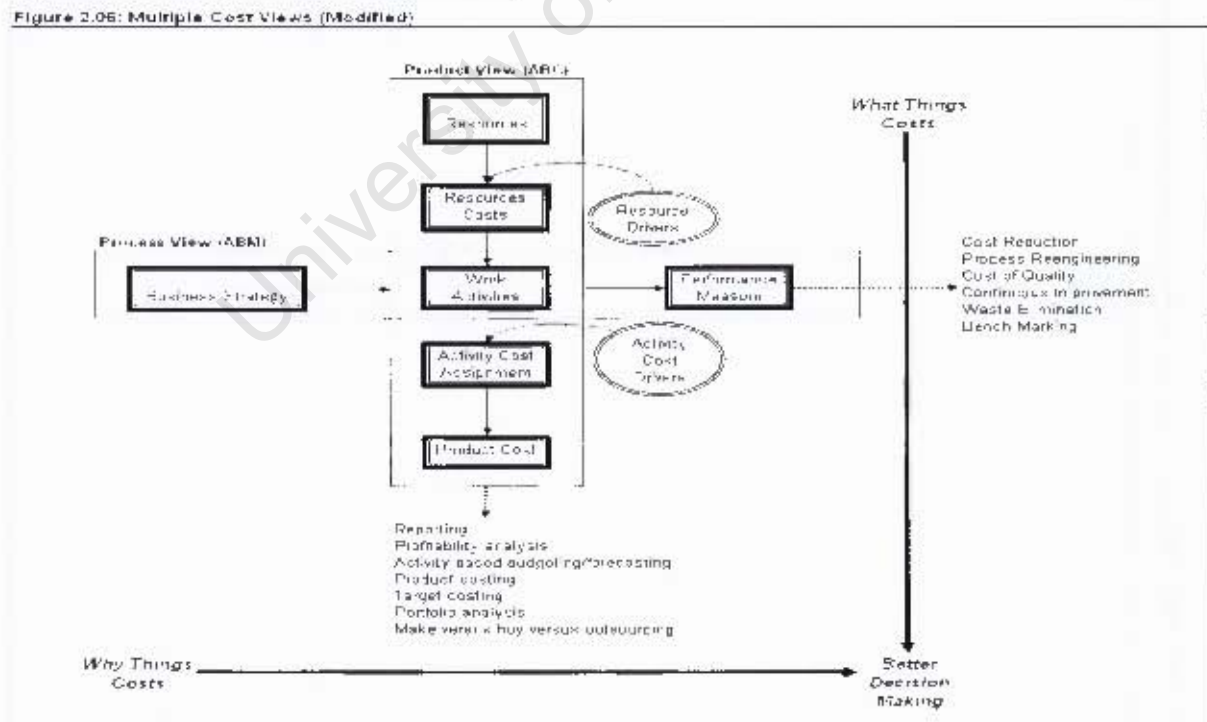 Figure 2.06: Multiple Cost Views (Modified)
University of
Product View (ABC)
Resources
What Things
Costs
Resources
Costs
Resource
Drivers
Process View (ABM)
Business Strategy
Work
Activities
Performance
Measure
Cost Reduction
Process Reengineering
Cost of Quality
Continuous Improvement
Waste Elimination
Bench Marking
Activity Cost
Assignment
Activity
Cost
Drivers
Product Cost
Reporting
Profitability analysis
Activity based budgeting/forecasting
Product costing
Target costing
Portfolio analysis
Make versus buy versus outsourcing
Why Things
Costs
Better
Decision
Making